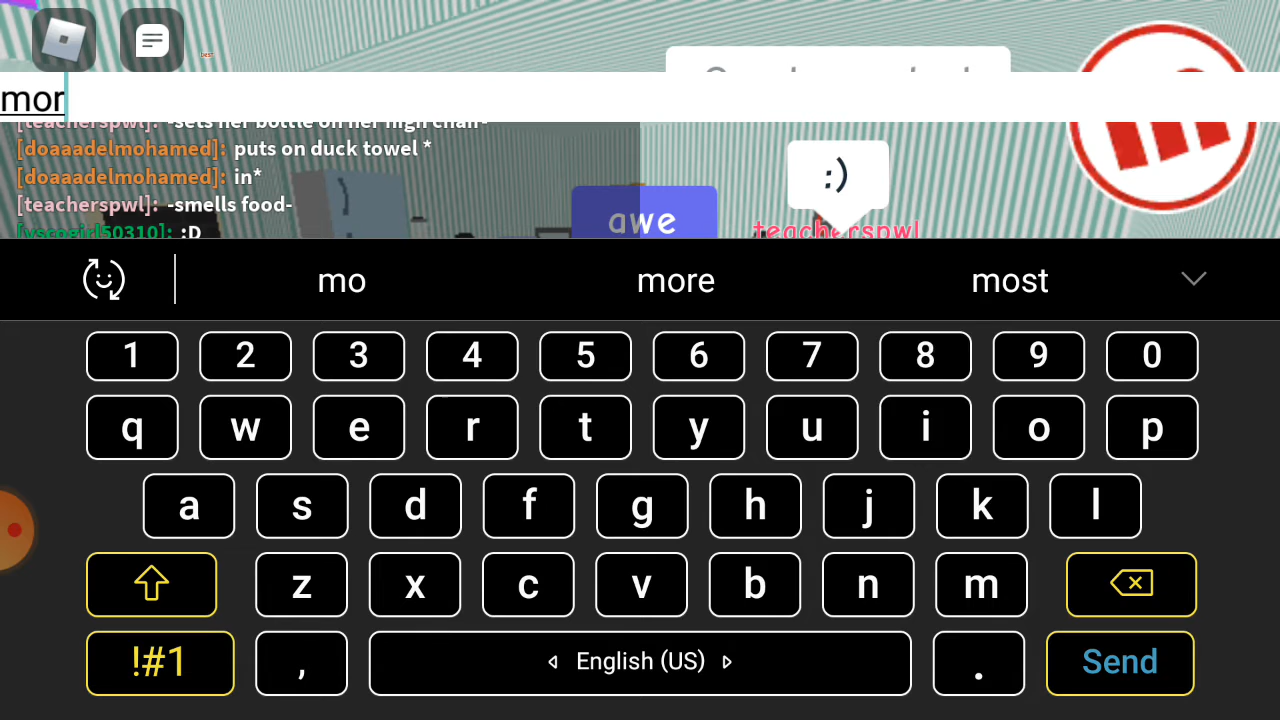 best
mor
[teacherspwl]: -sets her bottle on her high chair-
[doaaadelmohamed]: puts on duck towel *
[doaaadelmohamed]: in*
[teacherspwl]: -smells food-
[vscogirl50310]: :D
:)
awe
teacherspwl
mo more most
1 2 3 4 5 6 7 8 9 0
q w e r t y u i o p
a s d f g h j k l
z x c v b n m
!#1 , English (US) . Send